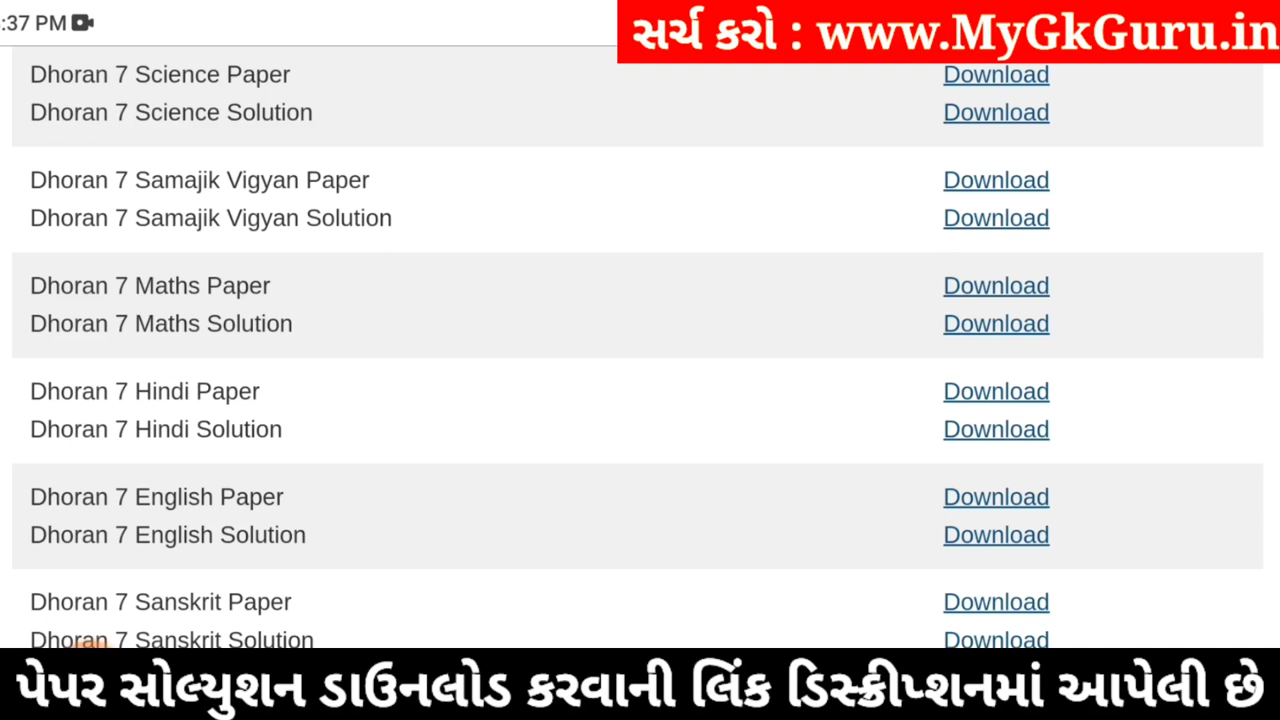 :37 PM
સર્ચ કરો : www.MyGkGuru.in
Dhoran 7 Science Paper Download
Dhoran 7 Science Solution Download
Dhoran 7 Samajik Vigyan Paper Download
Dhoran 7 Samajik Vigyan Solution Download
Dhoran 7 Maths Paper Download
Dhoran 7 Maths Solution Download
Dhoran 7 Hindi Paper Download
Dhoran 7 Hindi Solution Download
Dhoran 7 English Paper Download
Dhoran 7 English Solution Download
Dhoran 7 Sanskrit Paper Download
Dhoran 7 Sanskrit Solution Download
પેપર સોલ્યુશન ડાઉનલોડ કરવાની લિંક ડિસ્ક્રીપ્શનમાં આપેલી છે